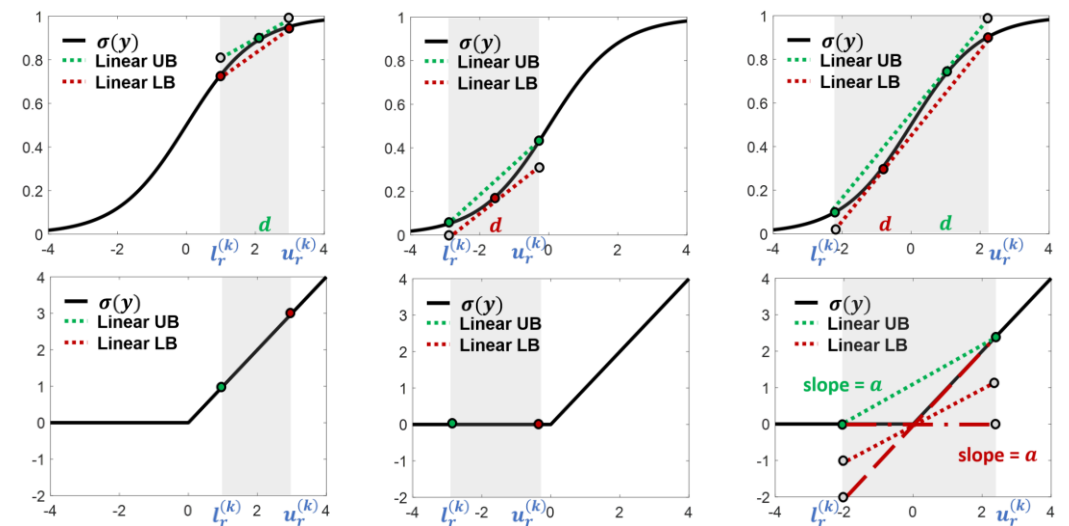 1
0.8
0.6
0.4
0.2
0
σ(y)
Linear UB
Linear LB
d
-4 -2 0 2 4
l_r^(k) u_r^(k)
1
0.8
0.6
0.4
0.2
0
σ(y)
Linear UB
Linear LB
d
-4 -2 0 2 4
l_r^(k) u_r^(k)
1
0.8
0.6
0.4
0.2
0
σ(y)
Linear UB
Linear LB
d d
-4 -2 0 2 4
l_r^(k) u_r^(k)
4
3
2
1
0
-1
-2
σ(y)
Linear UB
Linear LB
-4 -2 0 2 4
l_r^(k) u_r^(k)
4
3
2
1
0
-1
-2
σ(y)
Linear UB
Linear LB
-4 -2 0 2 4
l_r^(k) u_r^(k)
4
3
2
1
0
-1
-2
σ(y)
Linear UB
Linear LB
slope = a
slope = a
-4 -2 0 2 4
l_r^(k) u_r^(k)